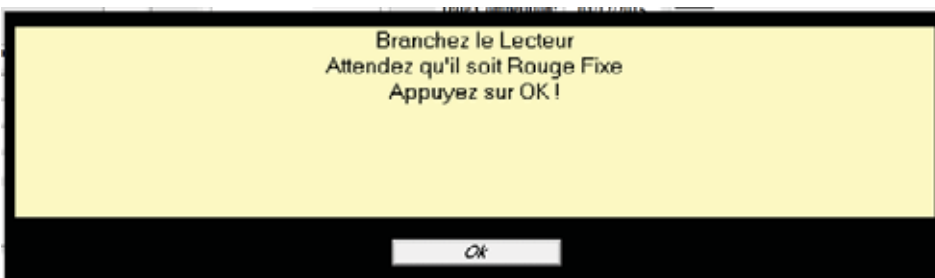 Branchez le Lecteur
Attendez qu'il soit Rouge Fixe
Appuyez sur OK !
Ok